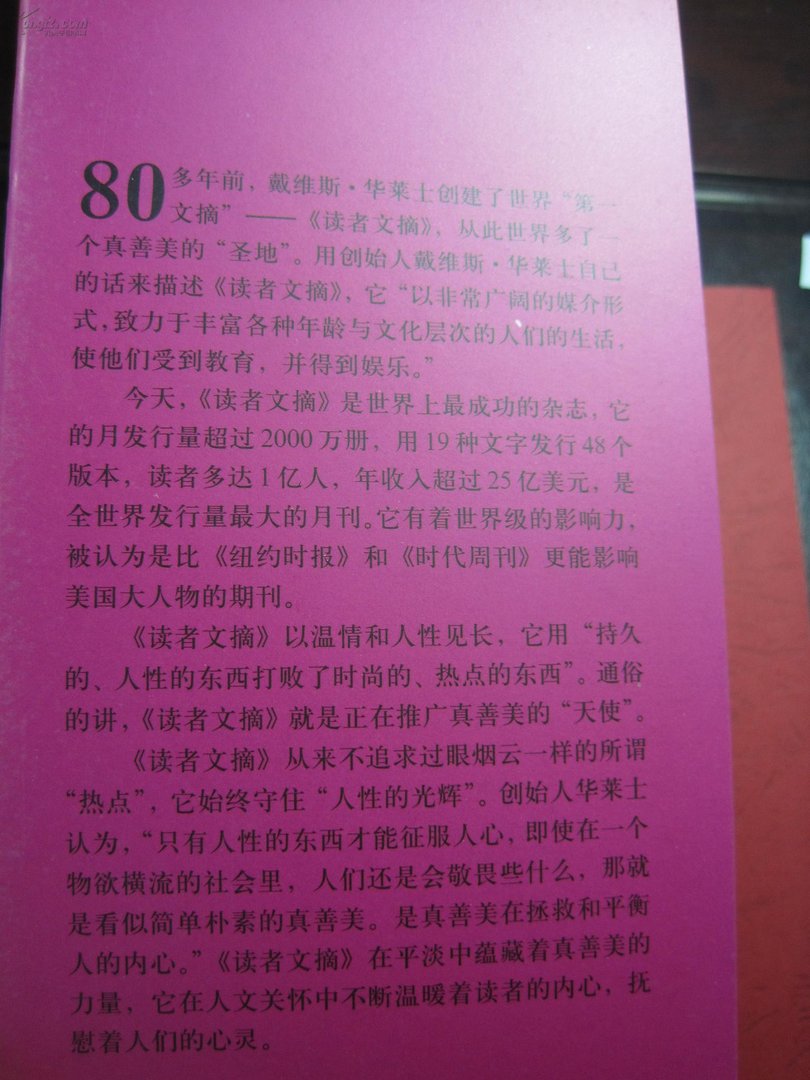 80多年前，戴维斯·华莱士创建了世界“第一
文摘”——《读者文摘》，从此世界多了一
个真善美的“圣地”。用创始人戴维斯·华莱士自己
的话来描述《读者文摘》，它“以非常广阔的媒介形
式，致力于丰富各种年龄与文化层次的人们的生活，
使他们受到教育，并得到娱乐。”
今天，《读者文摘》是世界上最成功的杂志，它
的月发行量超过2000万册，用19种文字发行48个
版本，读者多达1亿人，年收入超过25亿美元，是
全世界发行量最大的月刊。它有着世界级的影响力，
被认为是比《纽约时报》和《时代周刊》更能影响
美国大人物的期刊。
《读者文摘》以温情和人性见长，它用“持久
的、人性的东西打败了时尚的、热点的东西”。通俗
的讲，《读者文摘》就是正在推广真善美的“天使”。
《读者文摘》从来不追求过眼烟云一样的所谓
“热点”，它始终守住“人性的光辉”。创始人华莱士
认为，“只有人性的东西才能征服人心，即使在一个
物欲横流的社会里，人们还是会敬畏些什么，那就
是看似简单朴素的真善美。是真善美在拯救和平衡
人的内心。”《读者文摘》在平淡中蕴藏着真善美的
力量，它在人文关怀中不断温暖着读者的内心，抚
慰着人们的心灵。